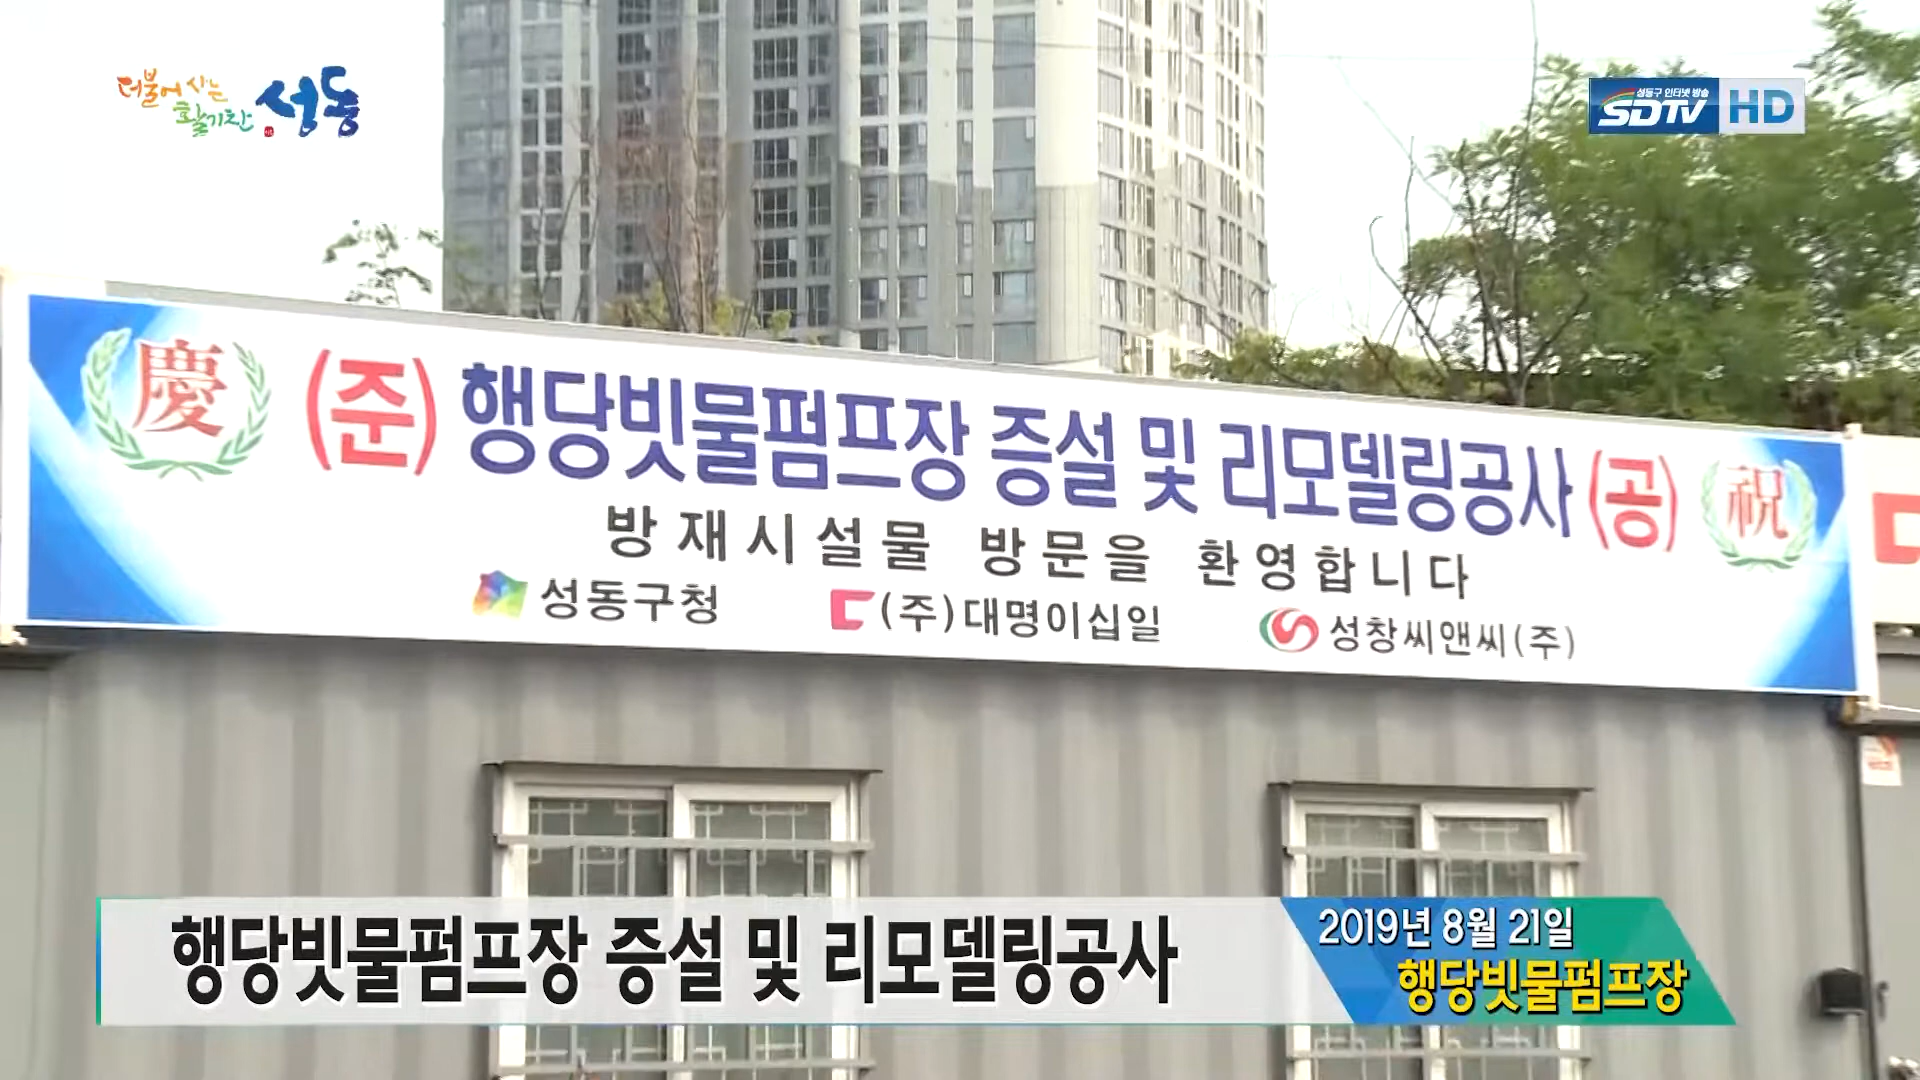 더불어 사는
활기찬 성동
성동구 인터넷 방송
SDTV HD
慶 (준) 행당빗물펌프장 증설 및 리모델링공사 (공) 祝
방재시설물 방문을 환영합니다
성동구청 (주)대명이십일 성창씨앤씨(주)
행당빗물펌프장 증설 및 리모델링공사
2019년 8월 21일
행당빗물펌프장